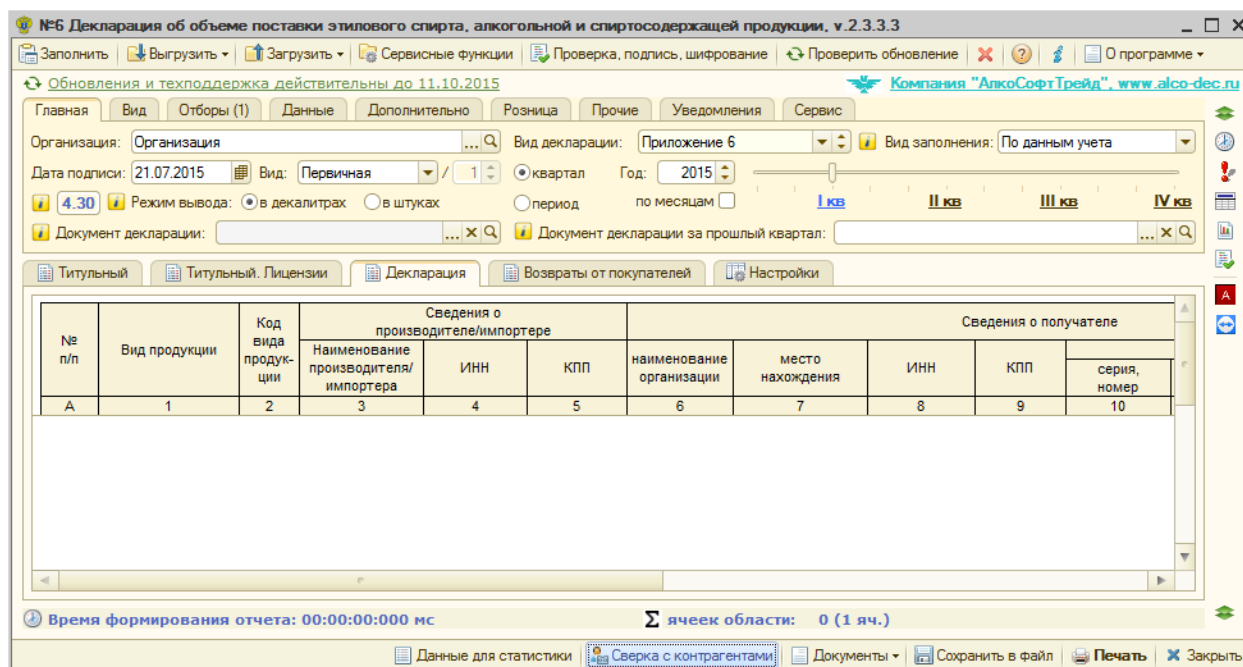 №6 Декларация об объеме поставки этилового спирта, алкогольной и спиртосодержащей продукции, v.2.3.3.3
Заполнить Выгрузить Загрузить Сервисные функции Проверка, подпись, шифрование Проверить обновление О программе
Обновления и техподдержка действительны до 11.10.2015 Компания "АлкоСофтТрейд", www.alco-dec.ru
Главная Вид Отборы (1) Данные Дополнительно Розница Прочие Уведомления Сервис
Организация: Организация ... Вид декларации: Приложение 6 Вид заполнения: По данным учета
Дата подписи: 21.07.2015 Вид: Первичная / 1 квартал Год: 2015
4.30 Режим вывода: в декалитрах в штуках период по месяцам I кв II кв III кв IV кв
Документ декларации: ... Документ декларации за прошлый квартал: ...
Титульный Титульный. Лицензии Декларация Возвраты от покупателей Настройки
№ п/п Вид продукции Код вида продук-ции Сведения о производителе/импортере Сведения о получателе
Наименование производителя/ импортера ИНН КПП наименование организации место нахождения ИНН КПП серия, номер
А 1 2 3 4 5 6 7 8 9 10
Время формирования отчета: 00:00:00:000 мс Σ ячеек области: 0 (1 яч.)
Данные для статистики Сверка с контрагентами Документы Сохранить в файл Печать Закрыть